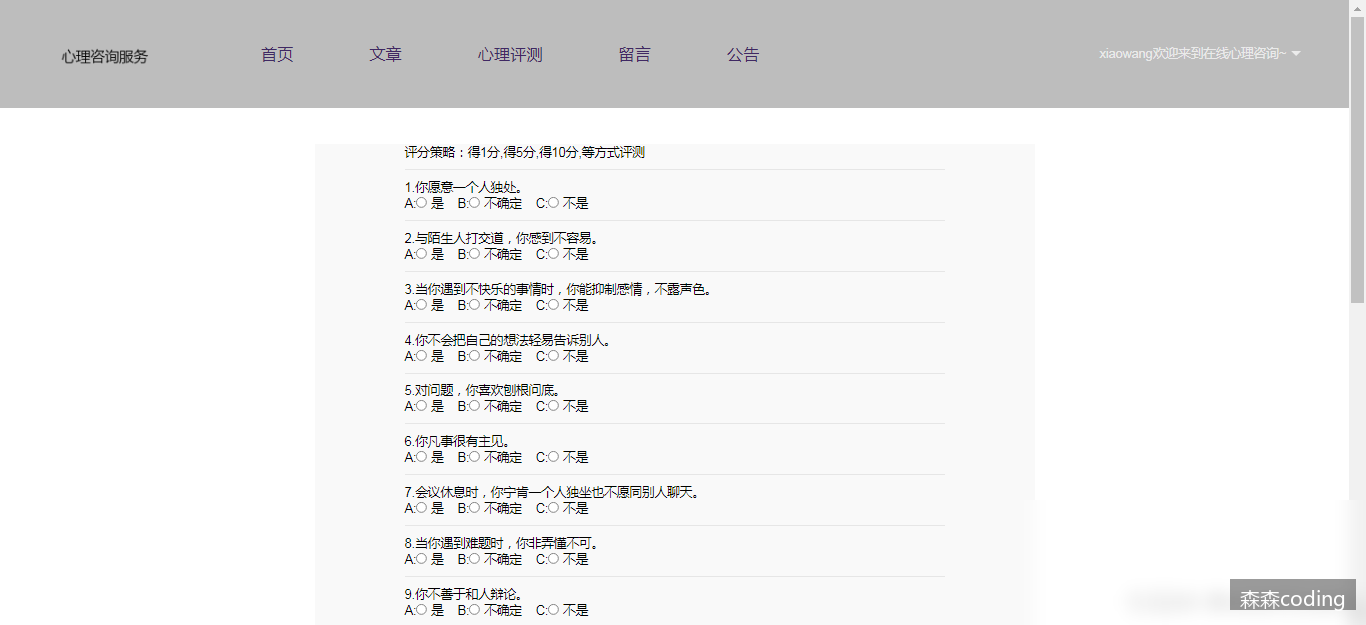 心理咨询服务 首页 文章 心理评测 留言 公告 xiaowang欢迎来到在线心理咨询~
评分策略：得1分,得5分,得10分,等方式评测
1.你愿意一个人独处。
A: 是 B: 不确定 C: 不是
2.与陌生人打交道，你感到不容易。
A: 是 B: 不确定 C: 不是
3.当你遇到不快乐的事情时，你能抑制感情，不露声色。
A: 是 B: 不确定 C: 不是
4.你不会把自己的想法轻易告诉别人。
A: 是 B: 不确定 C: 不是
5.对问题，你喜欢刨根问底。
A: 是 B: 不确定 C: 不是
6.你凡事很有主见。
A: 是 B: 不确定 C: 不是
7.会议休息时，你宁肯一个人独坐也不愿同别人聊天。
A: 是 B: 不确定 C: 不是
8.当你遇到难题时，你非弄懂不可。
A: 是 B: 不确定 C: 不是
9.你不善于和人辩论。
A: 是 B: 不确定 C: 不是
森森coding